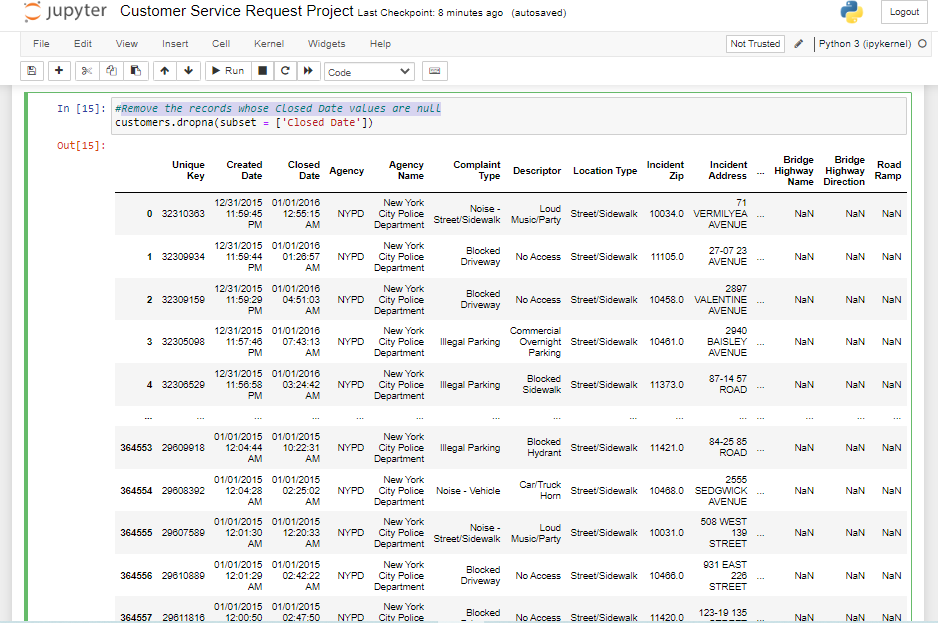 jupyter Customer Service Request Project Last Checkpoint: 8 minutes ago (autosaved)
Logout
File Edit View Insert Cell Kernel Widgets Help
Not Trusted
Python 3 (ipykernel)
Run
Code
In [15]: #Remove the records whose Closed Date values are null
customers.dropna(subset = ['Closed Date'])
Out[15]:
Unique Key Created Date Closed Date Agency Agency Name Complaint Type Descriptor Location Type Incident Zip Incident Address ... Bridge Highway Name Bridge Highway Direction Road Ramp
0 32310363 12/31/2015 11:59:45 PM 01/01/2016 12:55:15 AM NYPD New York City Police Department Noise - Street/Sidewalk Loud Music/Party Street/Sidewalk 10034.0 71 VERMILYEA AVENUE ... NaN NaN NaN
1 32309934 12/31/2015 11:59:44 PM 01/01/2016 01:26:57 AM NYPD New York City Police Department Blocked Driveway No Access Street/Sidewalk 11105.0 27-07 23 AVENUE ... NaN NaN NaN
2 32309159 12/31/2015 11:59:29 PM 01/01/2016 04:51:03 AM NYPD New York City Police Department Blocked Driveway No Access Street/Sidewalk 10458.0 2897 VALENTINE AVENUE ... NaN NaN NaN
3 32305098 12/31/2015 11:57:46 PM 01/01/2016 07:43:13 AM NYPD New York City Police Department Illegal Parking Commercial Overnight Parking Street/Sidewalk 10461.0 2940 BAISLEY AVENUE ... NaN NaN NaN
4 32306529 12/31/2015 11:56:58 PM 01/01/2016 03:24:42 AM NYPD New York City Police Department Illegal Parking Blocked Sidewalk Street/Sidewalk 11373.0 87-14 57 ROAD ... NaN NaN NaN
... ... ... ... ... ... ... ... ... ... ... ... ... ... ...
364553 29609918 01/01/2015 12:04:44 AM 01/01/2015 10:22:31 AM NYPD New York City Police Department Illegal Parking Blocked Hydrant Street/Sidewalk 11421.0 84-25 85 ROAD ... NaN NaN NaN
364554 29608392 01/01/2015 12:04:28 AM 01/01/2015 02:25:02 AM NYPD New York City Police Department Noise - Vehicle Car/Truck Horn Street/Sidewalk 10468.0 2555 SEDGWICK AVENUE ... NaN NaN NaN
364555 29607589 01/01/2015 12:01:30 AM 01/01/2015 12:20:33 AM NYPD New York City Police Department Noise - Street/Sidewalk Loud Music/Party Street/Sidewalk 10031.0 508 WEST 139 STREET ... NaN NaN NaN
364556 29610889 01/01/2015 12:01:29 AM 01/01/2015 02:42:22 AM NYPD New York City Police Department Blocked Driveway No Access Street/Sidewalk 10466.0 931 EAST 226 STREET ... NaN NaN NaN
364557 29611816 01/01/2015 12:00:50 01/01/2015 02:47:50 NYPD New York City Police Blocked No Access Street/Sidewalk 11420.0 123-19 135 ... NaN NaN NaN